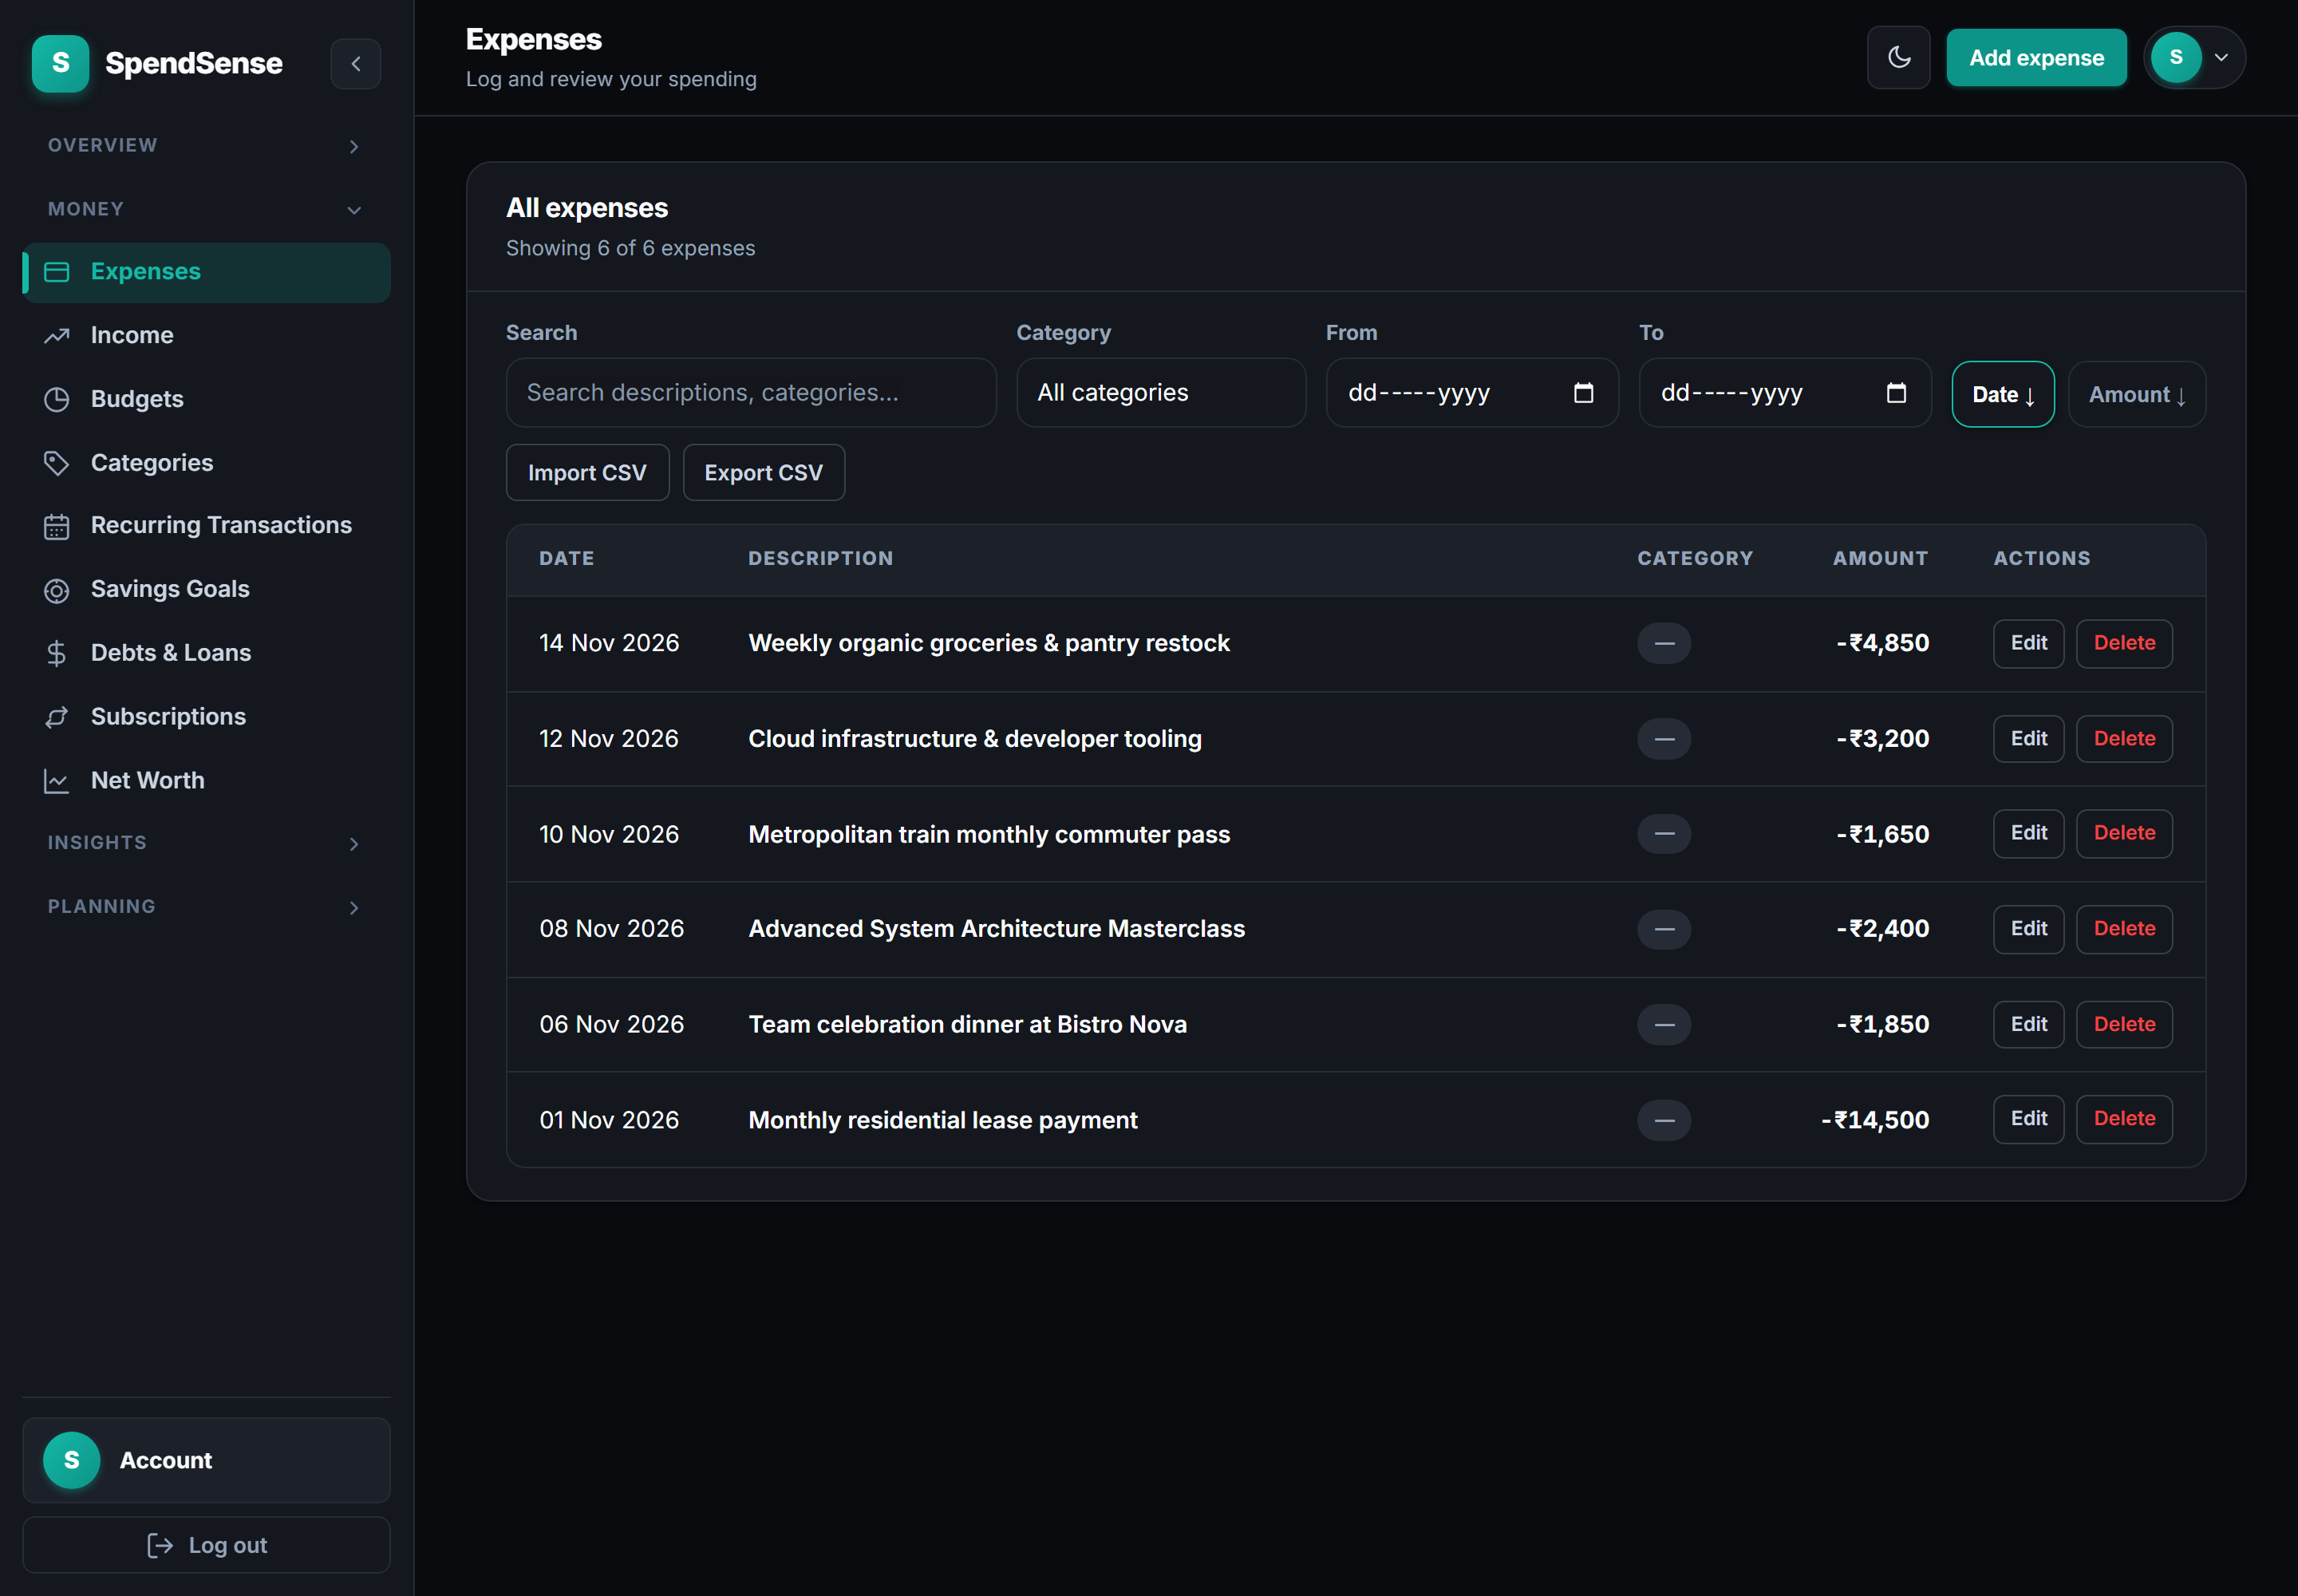 S SpendSense
OVERVIEW
MONEY
Expenses
Income
Budgets
Categories
Recurring Transactions
Savings Goals
Debts & Loans
Subscriptions
Net Worth
INSIGHTS
PLANNING
S Account
Log out
Expenses
Log and review your spending
Add expense S
All expenses
Showing 6 of 6 expenses
Search Category From To
Search descriptions, categories... All categories dd-----yyyy dd-----yyyy Date ↓ Amount ↓
Import CSV Export CSV
DATE DESCRIPTION CATEGORY AMOUNT ACTIONS
14 Nov 2026 Weekly organic groceries & pantry restock — -₹4,850 Edit Delete
12 Nov 2026 Cloud infrastructure & developer tooling — -₹3,200 Edit Delete
10 Nov 2026 Metropolitan train monthly commuter pass — -₹1,650 Edit Delete
08 Nov 2026 Advanced System Architecture Masterclass — -₹2,400 Edit Delete
06 Nov 2026 Team celebration dinner at Bistro Nova — -₹1,850 Edit Delete
01 Nov 2026 Monthly residential lease payment — -₹14,500 Edit Delete